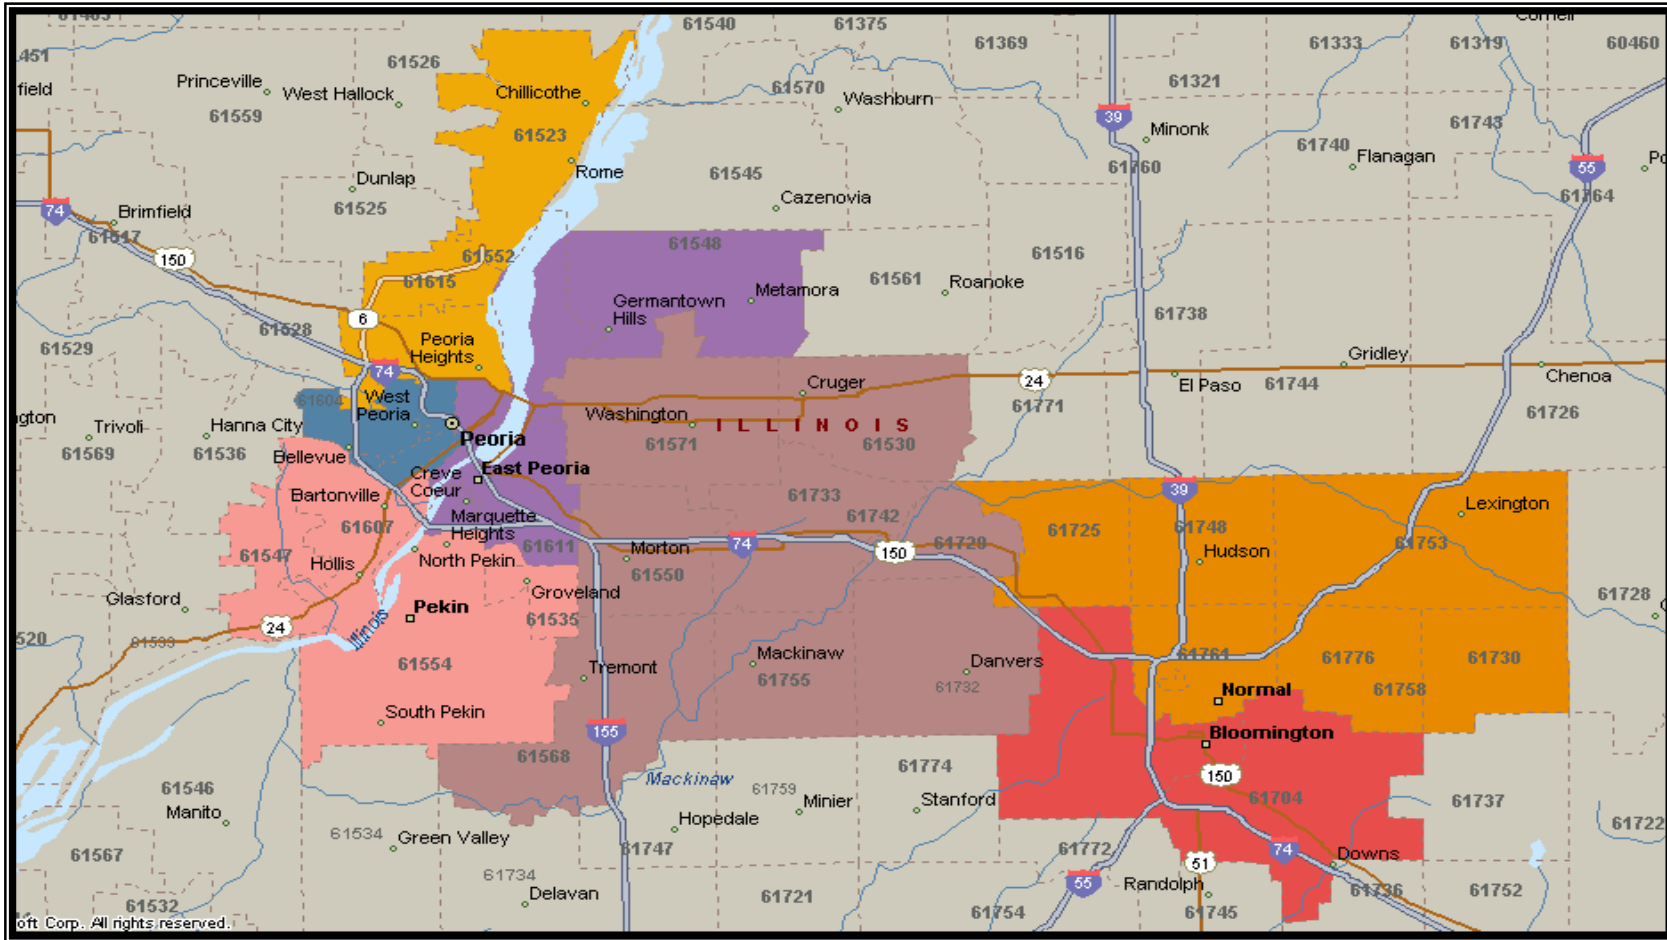 61540
61375
61369
61333
61319
60460
61526
61321
Princeville
West Hallock
Chillicothe
61570
Washburn
61559
61523
39
Minonk
61743
61740
Flanagan
61760
55
61764
Rome
61545
Dunlap
61525
Cazenovia
74
Brimfield
61517
150
61552
61548
61516
61615
61561
Roanoke
Metamora
Germantown
Hills
6
61528
61738
61529
Peoria
Heights
Gridley
74
24
El Paso
61744
Chenoa
Cruger
61604
West
Peoria
61771
61726
Trivoli
Hanna City
Washington
ILLINOIS
Peoria
61571
61530
61569
61536
Bellevue
Creve
Coeur
East Peoria
39
Bartonville
61733
Lexington
Marquette
Heights
61742
61607
61725
61748
61547
61611
Morton
74
150
61729
61753
Hudson
Hollis
North Pekin
61550
Groveland
Glasford
Pekin
61535
61728
Illinois
24
61554
Tremont
Mackinaw
61755
Danvers
61732
61761
61776
61730
61758
Normal
South Pekin
155
Bloomington
61568
Mackinaw
61774
150
61546
61759
Minier
Stanford
61704
61737
Manito
61534
Green Valley
Hopedale
61722
61567
61747
61772
51
74
Downs
61734
Delavan
61721
55
Randolph
61736
61752
61532
61754
61745
oft Corp. All rights reserved.